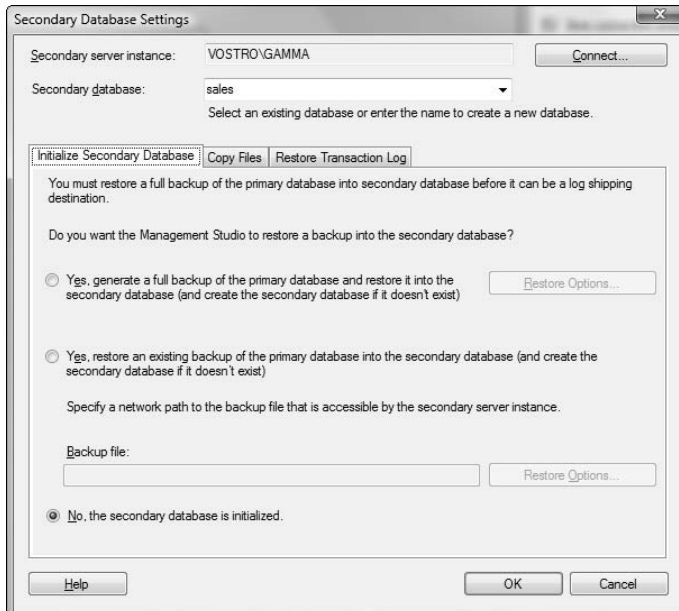 Secondary Database Settings
Secondary server instance:
VOSTRO\GAMMA
Connect...
Secondary database:
sales
Select an existing database or enter the name to create a new database.
Initialize Secondary Database
Copy Files
Restore Transaction Log
You must restore a full backup of the primary database into secondary database before it can be a log shipping
destination.
Do you want the Management Studio to restore a backup into the secondary database?
Yes, generate a full backup of the primary database and restore it into the
secondary database (and create the secondary database if it doesn't exist)
Restore Options...
Yes, restore an existing backup of the primary database into the secondary database (and create the
secondary database if it doesn't exist)
Specify a network path to the backup file that is accessible by the secondary server instance.
Backup file:
Restore Options...
No, the secondary database is initialized.
Help
OK
Cancel